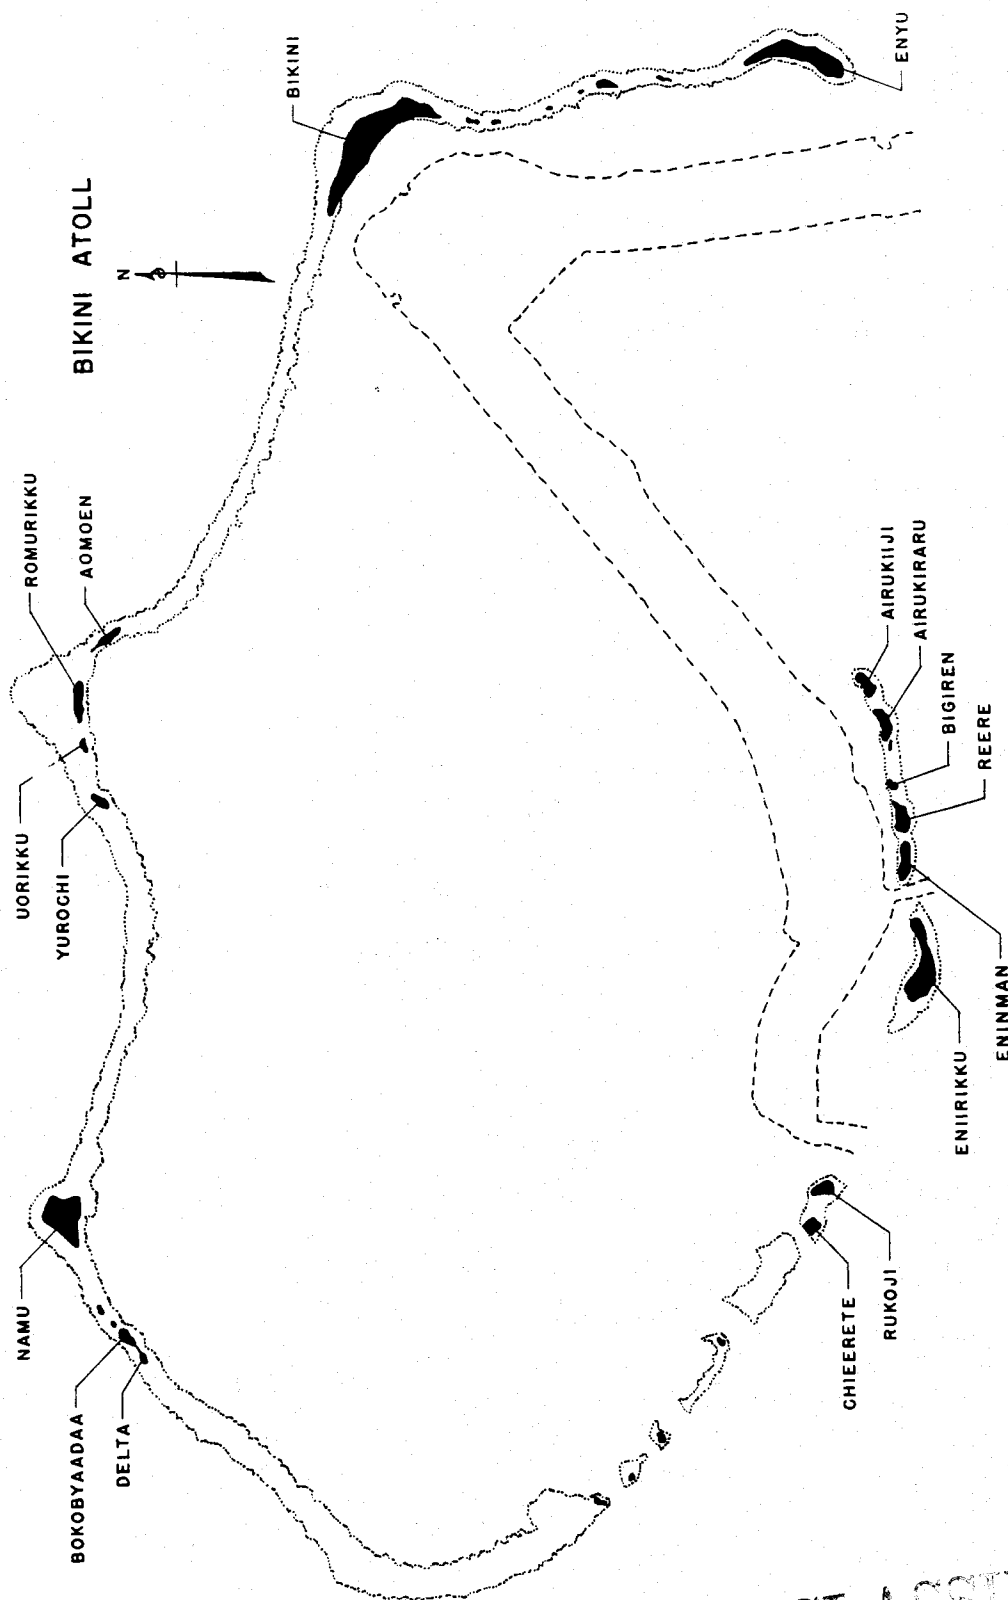 BIKINI ATOLL
N
BIKINI
ENYU
ROMURIKKU
AOMOEN
UORIKKU
YUROCHI
NAMU
BOKOBYAADAA
DELTA
AIRUKIIJI
AIRUKIRARU
BIGIREN
REERE
ENINMAN
ENIIRIKKU
RUKOJI
CHIEERETE